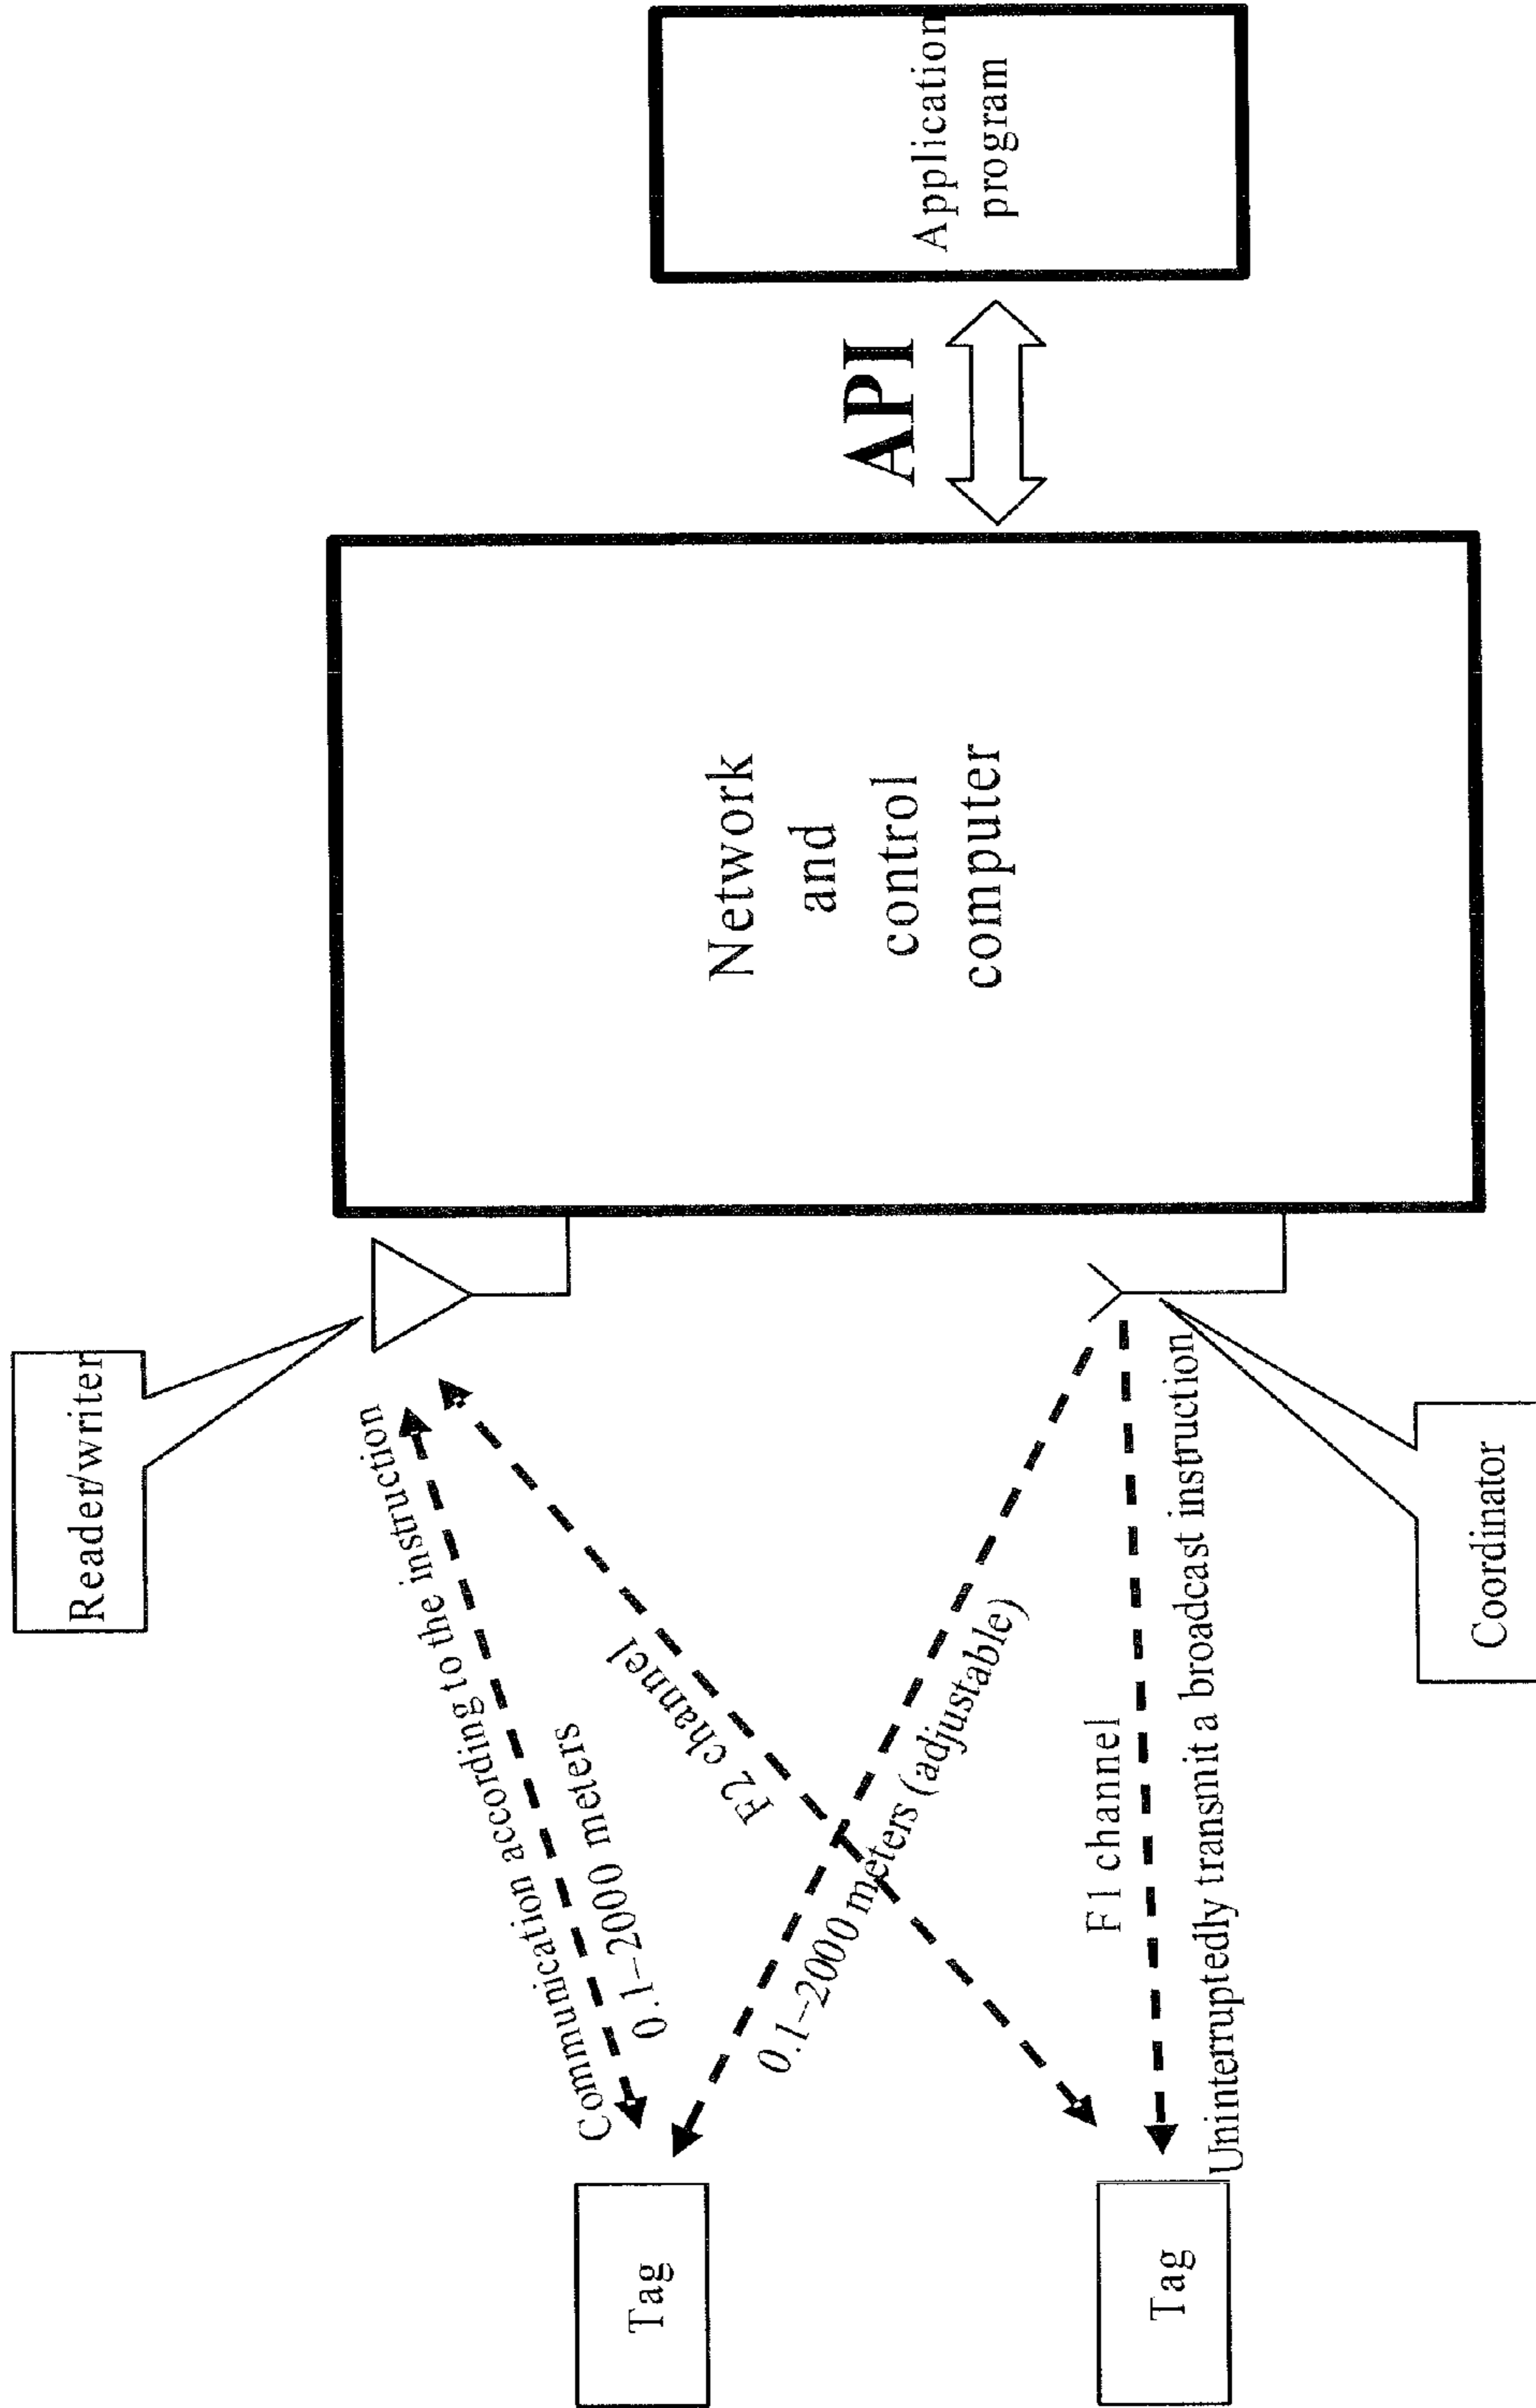 Reader/writer
Communication according to the instruction
0.1--2000 meters
F2 channel
0.1--2000 meters (adjustable)
F1 channel
Uninterruptedly transmit a broadcast instruction
Tag
Tag
Coordinator
Network
and
control
computer
API
Application
program